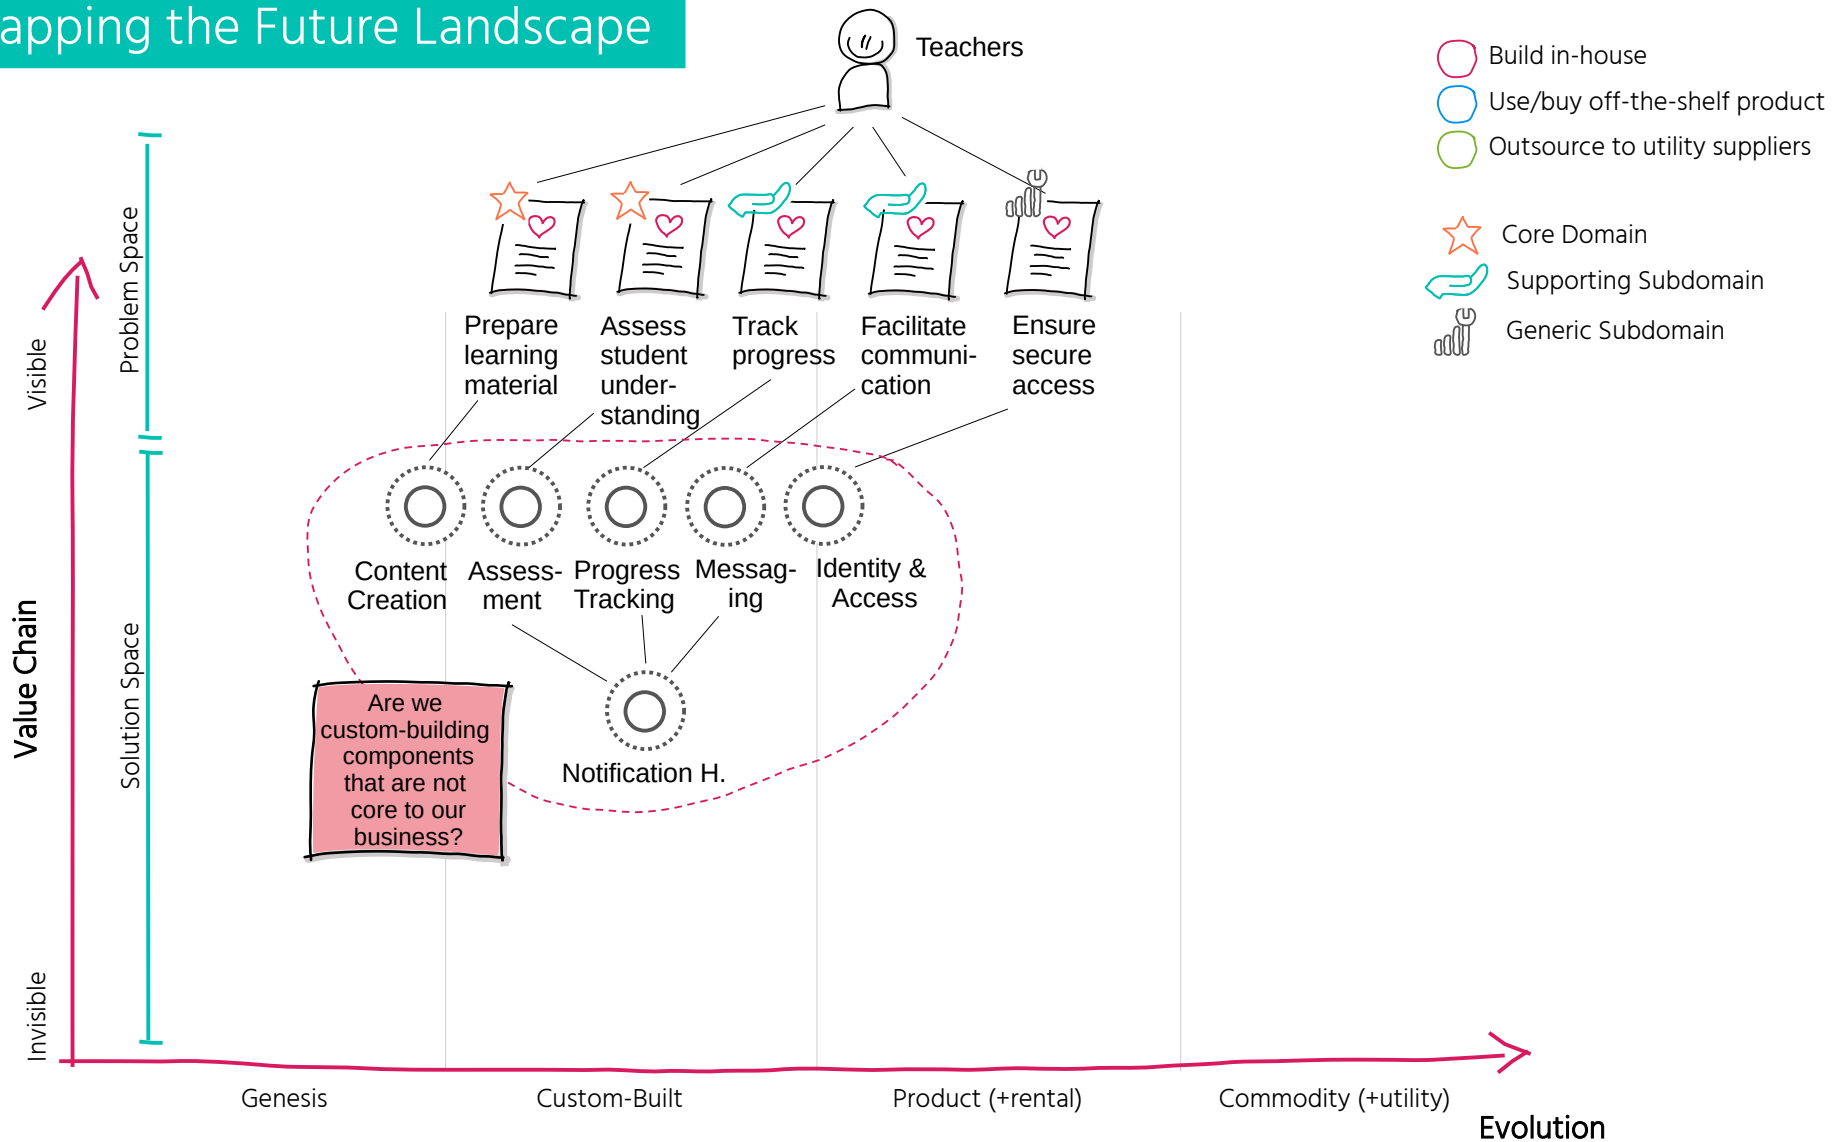 apping the Future Landscape
Teachers
Build in-house
Use/buy off-the-shelf product
Outsource to utility suppliers
Core Domain
Supporting Subdomain
Generic Subdomain
Problem Space
Visible
Prepare
learning
material
Assess
student
under-
standing
Track
progress
Facilitate
communi-
cation
Ensure
secure
access
Content
Creation
Assess-
ment
Progress
Tracking
Messag-
ing
Identity &
Access
Value Chain
Solution Space
Are we
custom-building
components
that are not
core to our
business?
Notification H.
Invisible
Genesis
Custom-Built
Product (+rental)
Commodity (+utility)
Evolution